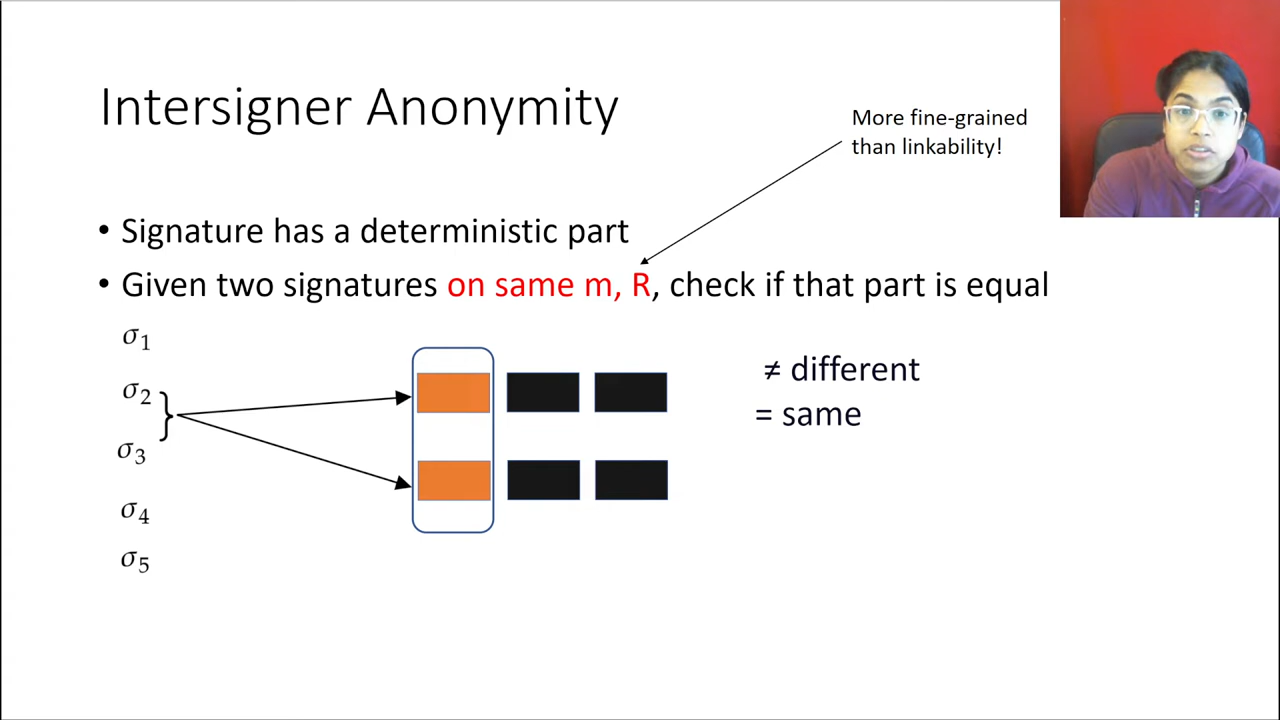 Intersigner Anonymity
More fine-grained
than linkability!
• Signature has a deterministic part
• Given two signatures on same m, R, check if that part is equal
σ1
σ2
σ3
σ4
σ5
≠ different
= same